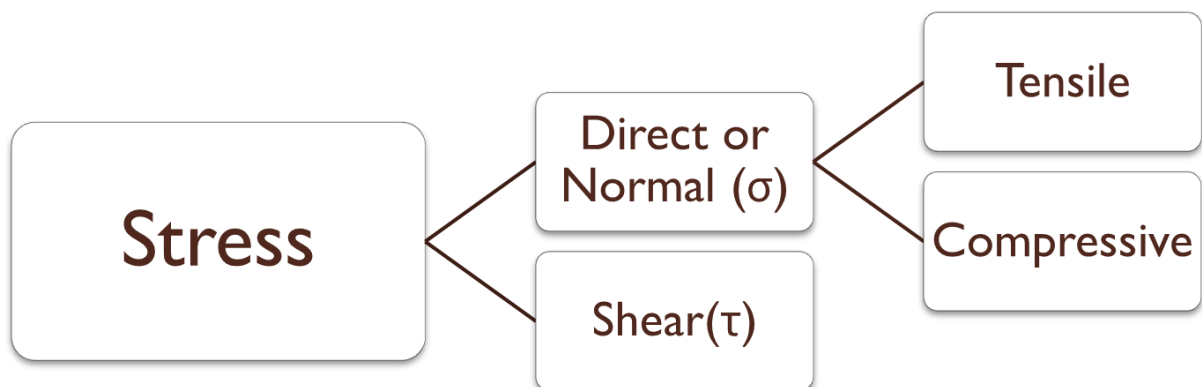 Stress
Direct or
Normal (σ)
Shear(τ)
Tensile
Compressive